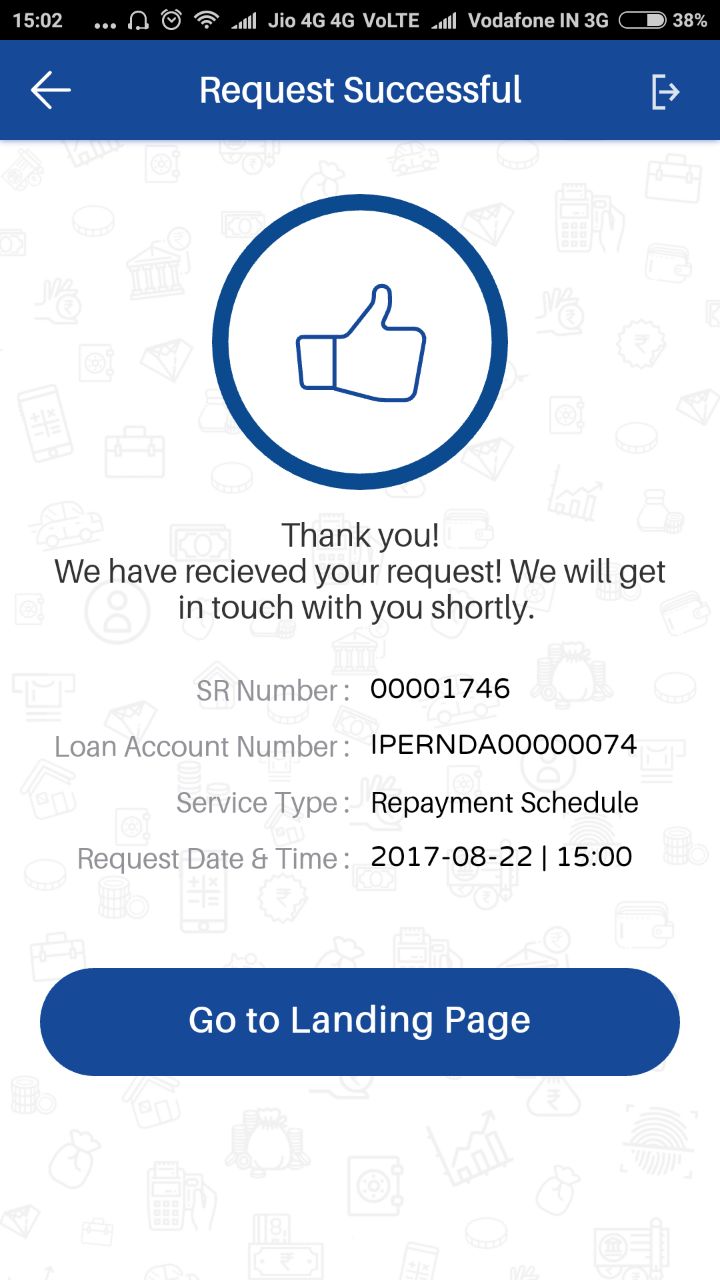 15:02 ... Jio 4G 4G VoLTE Vodafone IN 3G 38%
Request Successful
Thank you!
We have recieved your request! We will get
in touch with you shortly.
SR Number : 00001746
Loan Account Number : IPERNDA00000074
Service Type : Repayment Schedule
Request Date & Time : 2017-08-22 | 15:00
Go to Landing Page